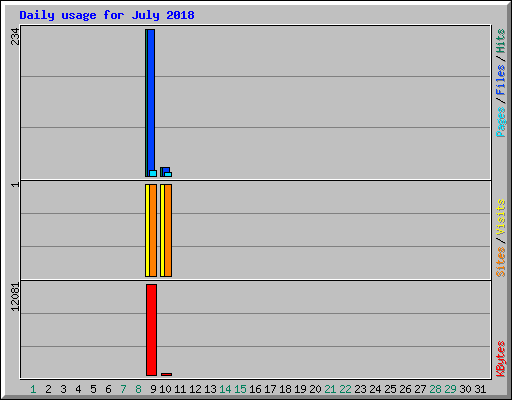 Daily usage for July 2018
234
Pages/Files/Hits
1
Sites/Visits
12081
KBytes
1 2 3 4 5 6 7 8 9 10 11 12 13 14 15 16 17 18 19 20 21 22 23 24 25 26 27 28 29 30 31